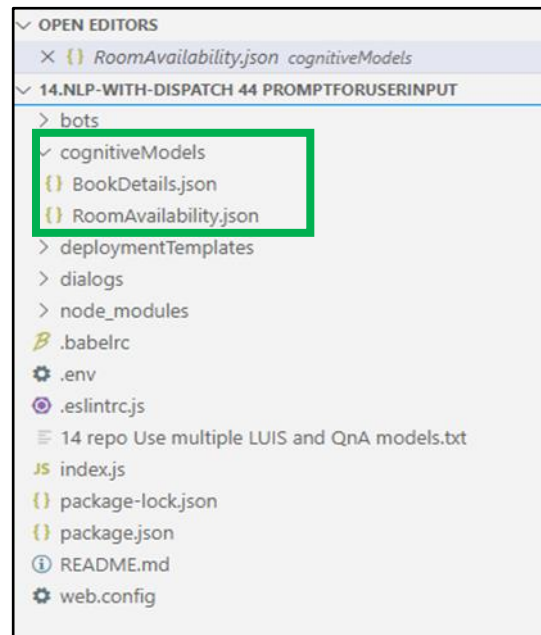 OPEN EDITORS
{} RoomAvailability.json cognitiveModels
14.NLP-WITH-DISPATCH 44 PROMPTFORUSERINPUT
bots
cognitiveModels
{} BookDetails.json
{} RoomAvailability.json
deploymentTemplates
dialogs
node_modules
.babelrc
.env
.eslintrc.js
14 repo Use multiple LUIS and QnA models.txt
JS index.js
{} package-lock.json
{} package.json
README.md
web.config